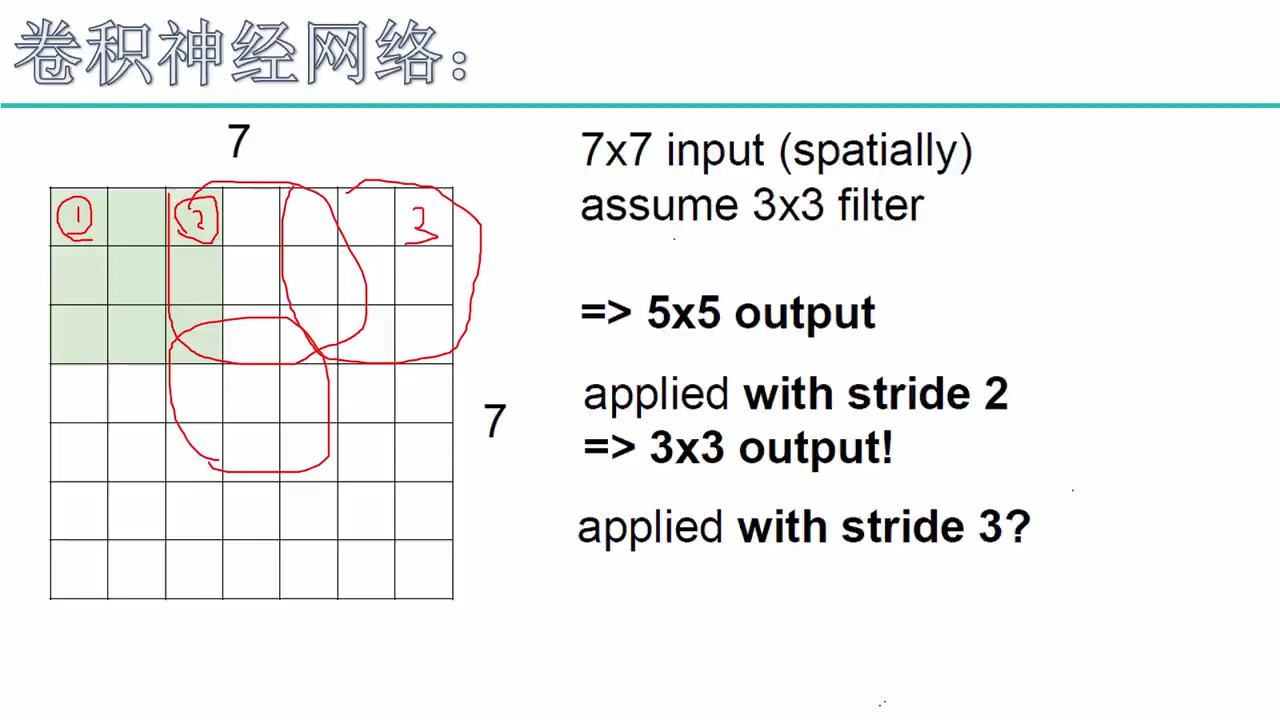 卷积神经网络：
7
7x7 input (spatially)
assume 3x3 filter
1 2 3
=> 5x5 output
applied with stride 2
=> 3x3 output!
7
applied with stride 3?